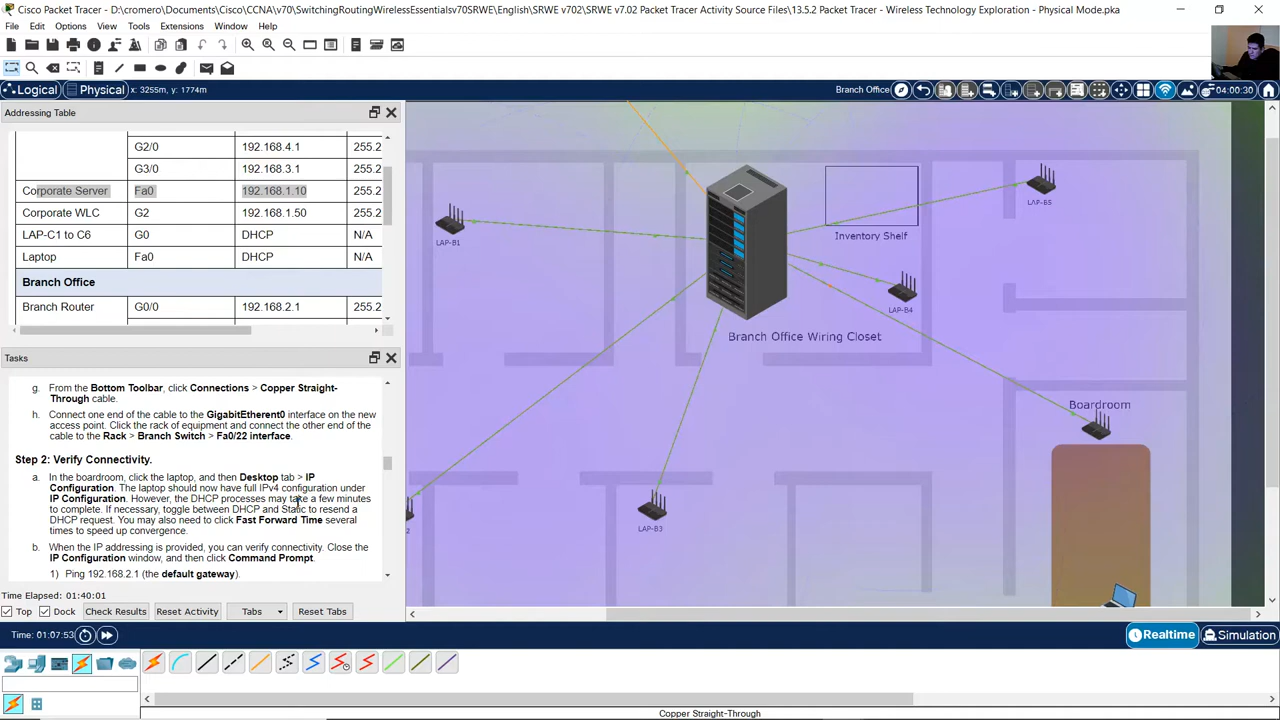 Cisco Packet Tracer - C:\Users\cromero\Documents\Cisco\CCNA\v70\SwitchingRoutingWirelessEssentialsv70SRWE\English\SRWE v702\SRWE v7.02 Packet Tracer Activity Source Files\13.5.2 Packet Tracer - Wireless Technology Exploration - Physical Mode.pka
File Edit Options View Tools Extensions Window Help
Logical Physical x: 3255m, y: 1774m Branch Office 04:00:30
Addressing Table
G2/0 192.168.4.1 255.2
G3/0 192.168.3.1 255.2
Corporate Server Fa0 192.168.1.10 255.2
Corporate WLC G2 192.168.1.50 255.2
LAP-C1 to C6 G0 DHCP N/A
Laptop Fa0 DHCP N/A
Branch Office
Branch Router G0/0 192.168.2.1 255.2
Tasks
g. From the Bottom Toolbar, click Connections > Copper Straight-
Through cable.
h. Connect one end of the cable to the GigabitEtherent0 interface on the new
access point. Click the rack of equipment and connect the other end of the
cable to the Rack > Branch Switch > Fa0/22 interface.
Step 2: Verify Connectivity.
a. In the boardroom, click the laptop, and then Desktop tab > IP
Configuration. The laptop should now have full IPv4 configuration under
IP Configuration. However, the DHCP processes may take a few minutes
to complete. If necessary, toggle between DHCP and Static to resend a
DHCP request. You may also need to click Fast Forward Time several
times to speed up convergence.
b. When the IP addressing is provided, you can verify connectivity. Close the
IP Configuration window, and then click Command Prompt.
1) Ping 192.168.2.1 (the default gateway).
Time Elapsed: 01:40:01
Top Dock Check Results Reset Activity Tabs Reset Tabs
LAP-B1
LAP-B5
Inventory Shelf
LAP-B4
Branch Office Wiring Closet
Boardroom
2
LAP-B3
Time: 01:07:53 Realtime Simulation
Copper Straight-Through